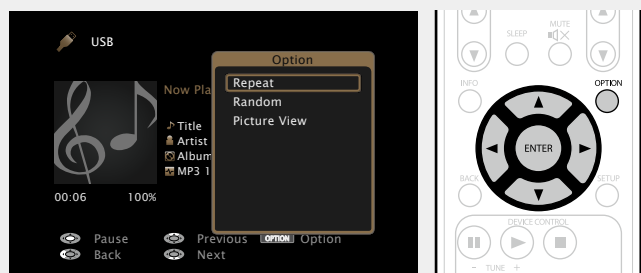 USB
Option
Now Pla
Repeat
Random
Picture View
Title
Artist
Album
MP3 1
00:06 100%
Pause Previous OPTION Option
Back Next
SLEEP MUTE
INFO OPTION
ENTER
BACK SETUP
DEVICE CONTROL
- TUNE +